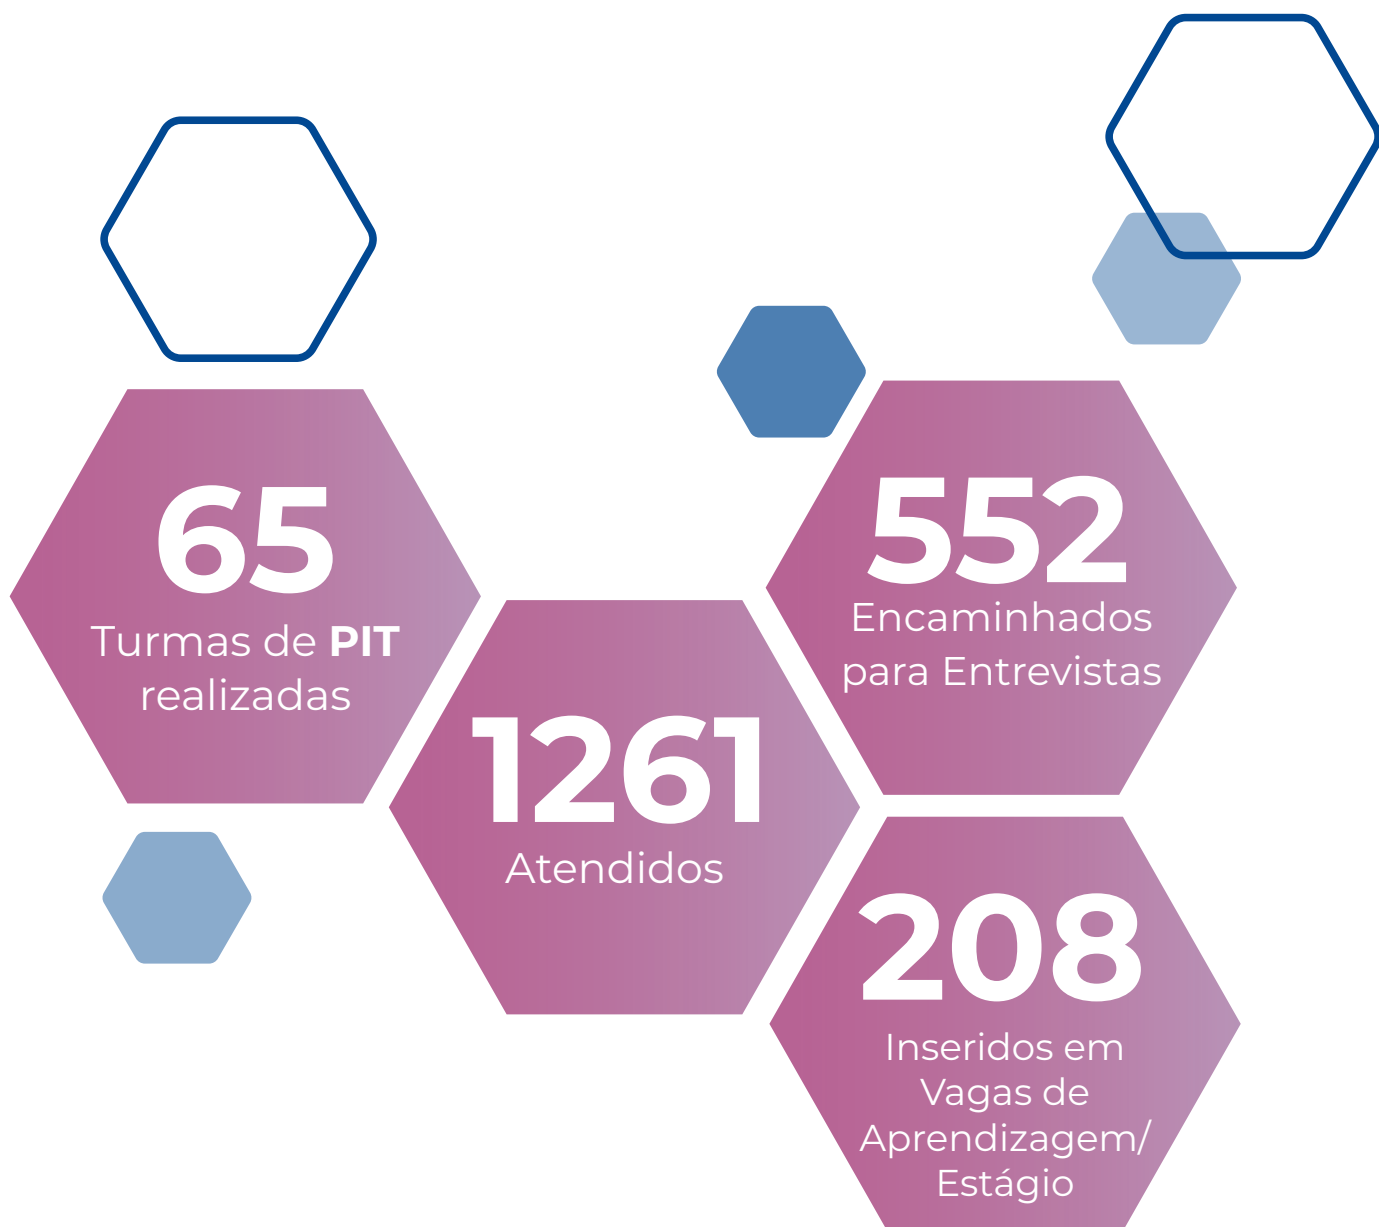 65
Turmas de PIT
realizadas
1261
Atendidos
552
Encaminhados
para Entrevistas
208
Inseridos em
Vagas de
Aprendizagem/
Estágio